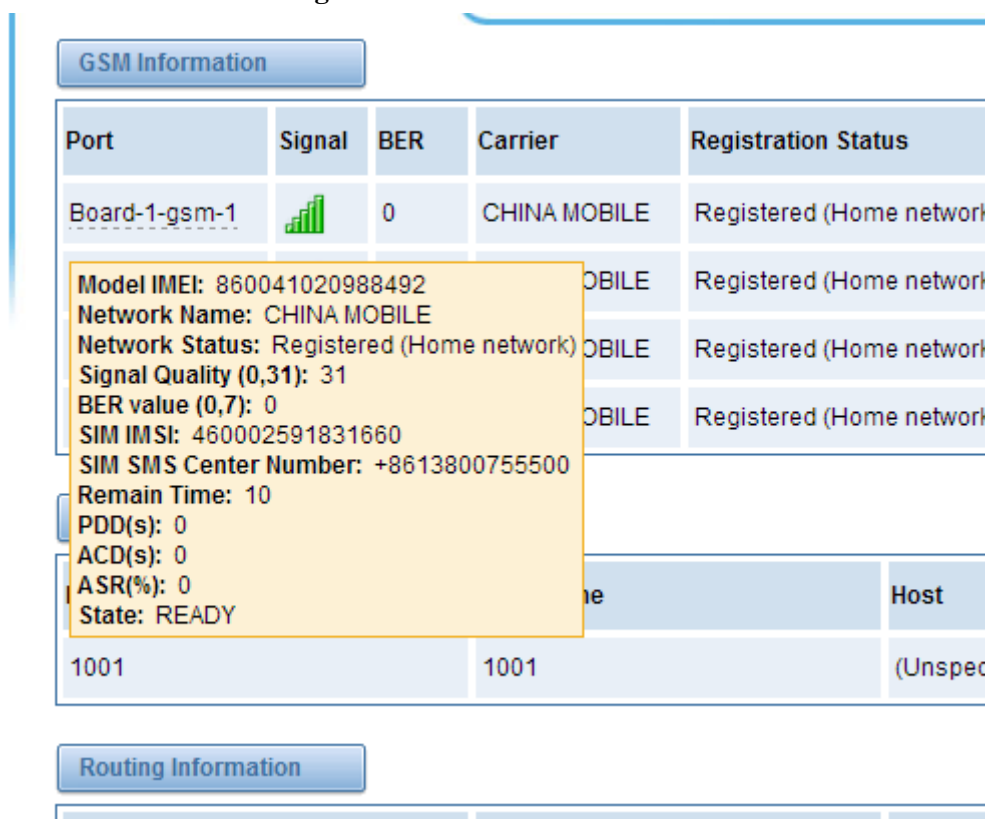 GSM Information
Port Signal BER Carrier Registration Status
Board-1-gsm-1 0 CHINA MOBILE Registered (Home network
Model IMEI: 860041020988492
Network Name: CHINA MOBILE
Network Status: Registered (Home network)
Signal Quality (0,31): 31
BER value (0,7): 0
SIM IMSI: 460002591831660
SIM SMS Center Number: +8613800755500
Remain Time: 10
PDD(s): 0
ACD(s): 0
ASR(%): 0
State: READY
OBILE Registered (Home network
OBILE Registered (Home network
OBILE Registered (Home network
Host
1001 1001 (Unspec
Routing Information